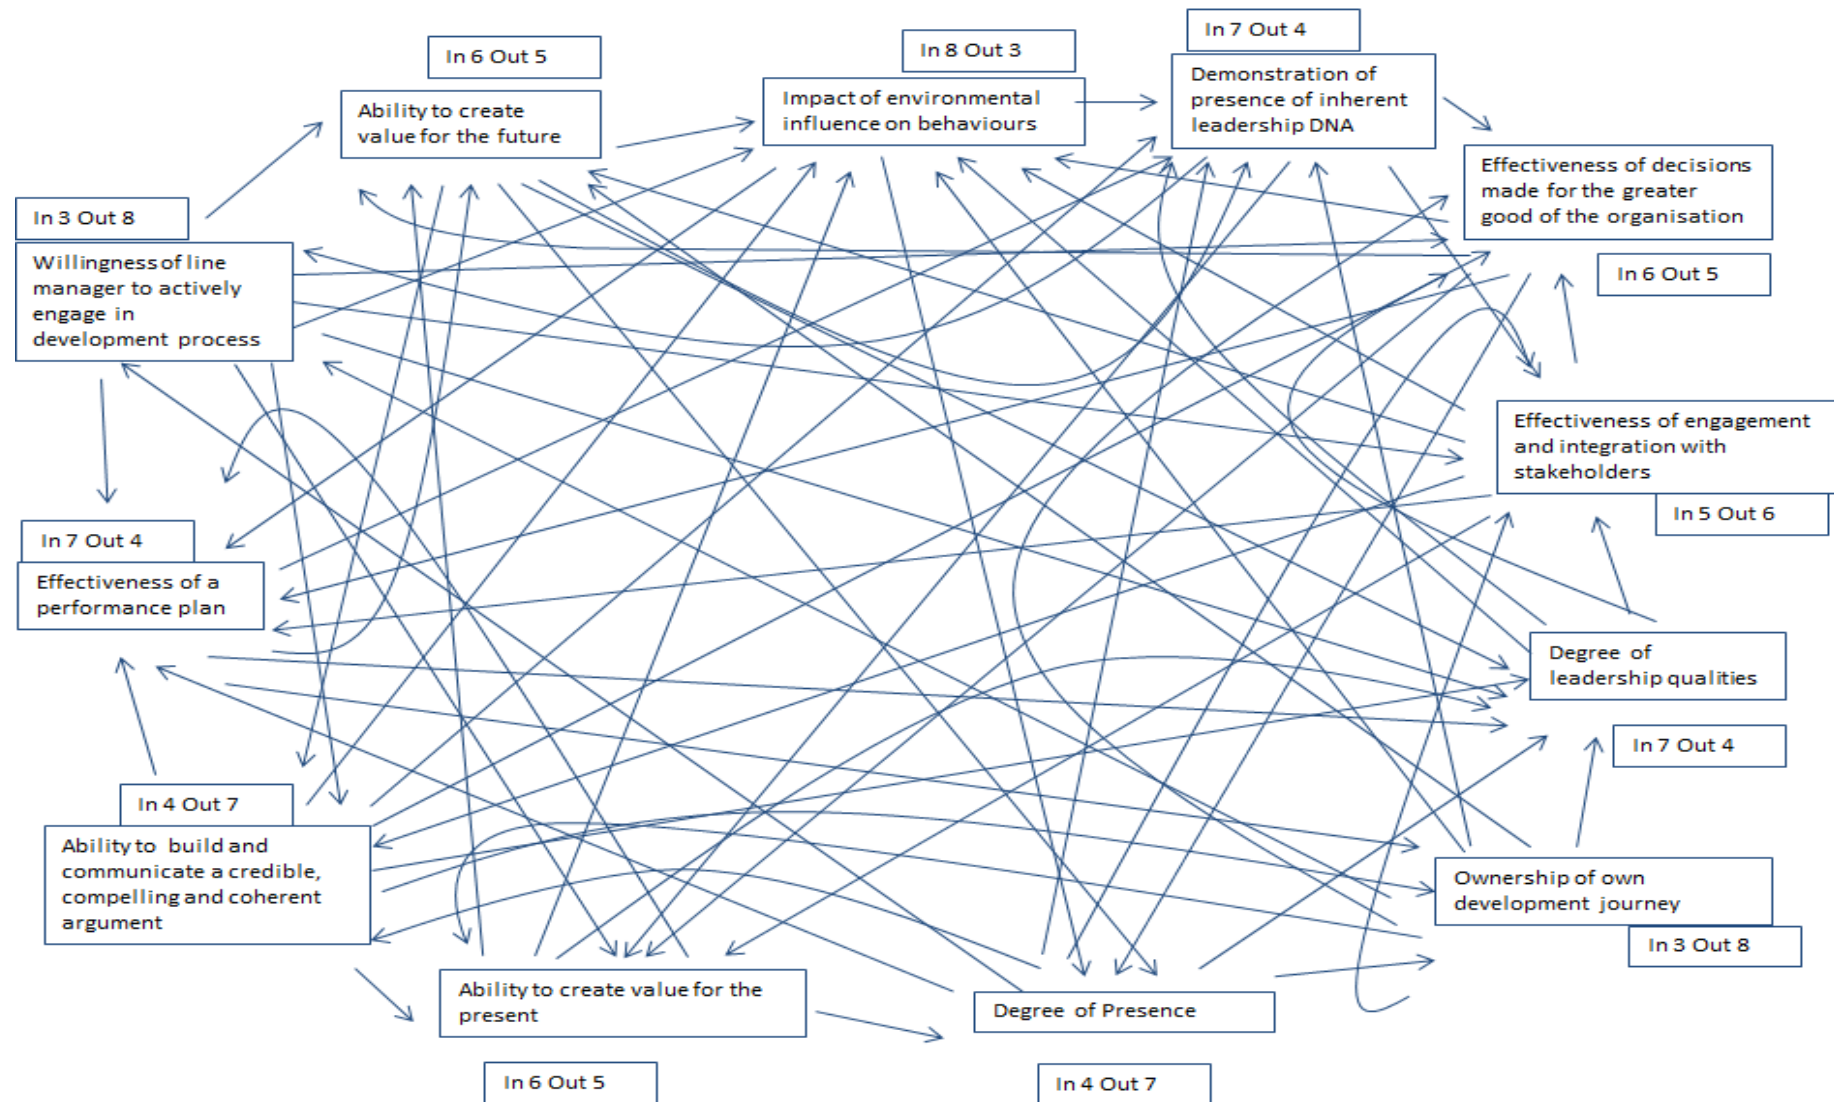 In 7 Out 4
Demonstration of
presence of inherent
leadership DNA
In 8 Out 3
Impact of environmental
influence on behaviours
In 6 Out 5
Ability to create
value for the future
Effectiveness of decisions
made for the greater
good of the organisation
In 6 Out 5
In 3 Out 8
Willingness of line
manager to actively
engage in
development process
Effectiveness of engagement
and integration with
stakeholders
In 5 Out 6
In 7 Out 4
Effectiveness of a
performance plan
Degree of
leadership qualities
In 7 Out 4
In 4 Out 7
Ability to build and
communicate a credible,
compelling and coherent
argument
Ownership of own
development journey
In 3 Out 8
Ability to create value for the
present
In 6 Out 5
Degree of Presence
In 4 Out 7